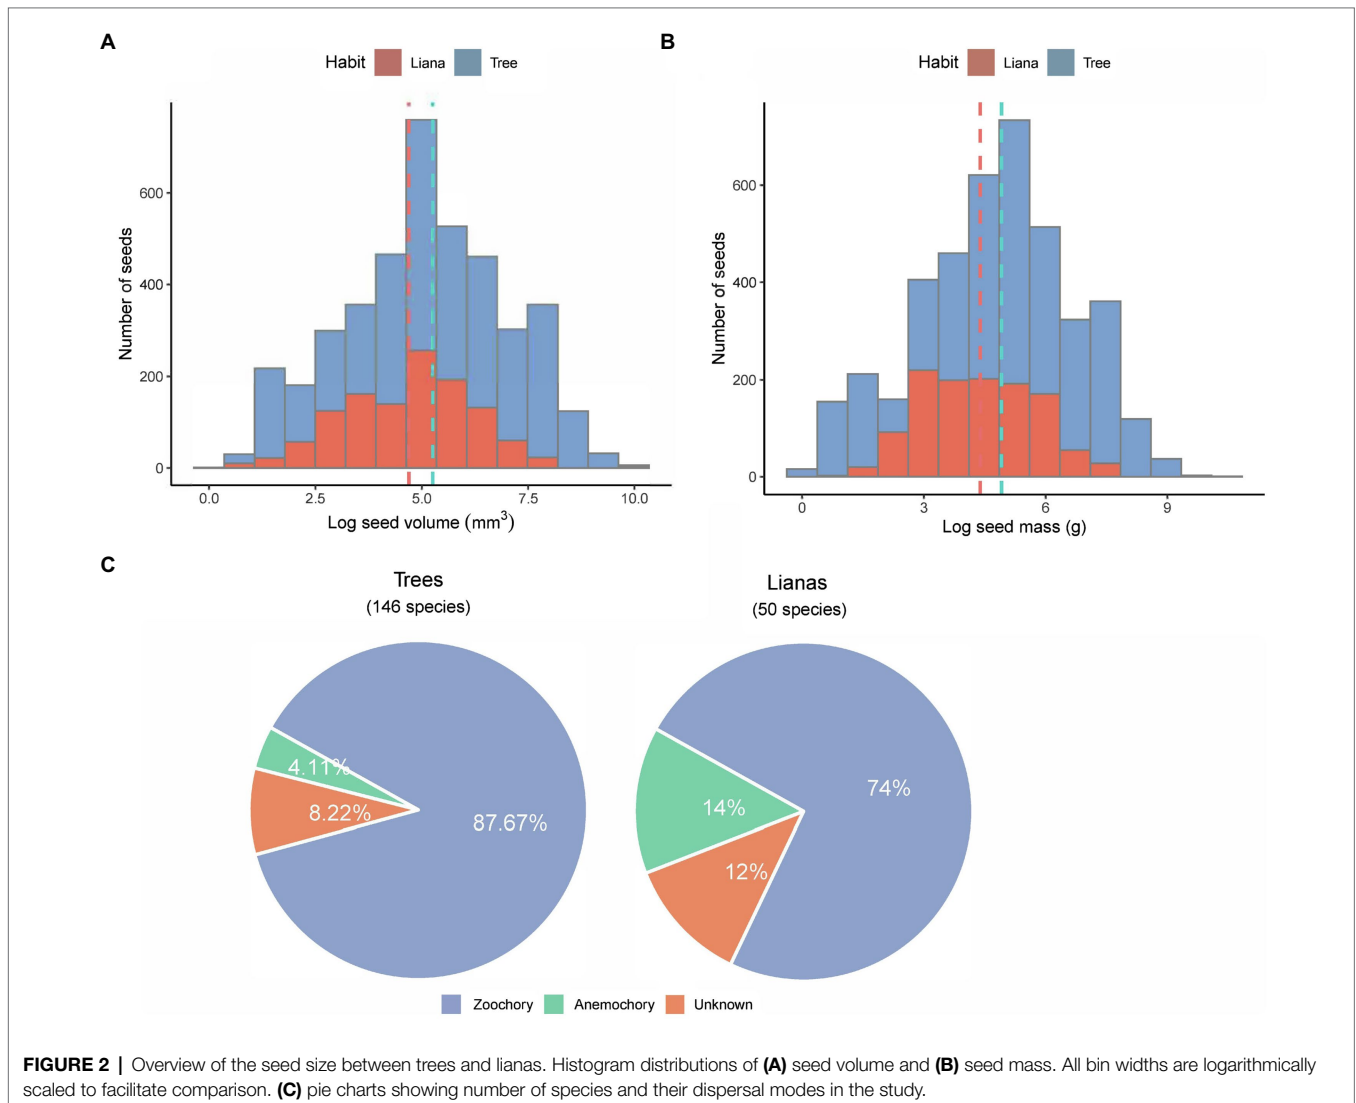 A
Habit Liana Tree
Number of seeds
600
400
200
0
0.0 2.5 5.0 7.5 10.0
Log seed volume (mm³)
B
Habit Liana Tree
Number of seeds
600
400
200
0
0 3 6 9
Log seed mass (g)
C
Trees
(146 species)
4.11%
8.22%
87.67%
Lianas
(50 species)
74%
14%
12%
Zoochory Anemochory Unknown
FIGURE 2 | Overview of the seed size between trees and lianas. Histogram distributions of (A) seed volume and (B) seed mass. All bin widths are logarithmically
scaled to facilitate comparison. (C) pie charts showing number of species and their dispersal modes in the study.